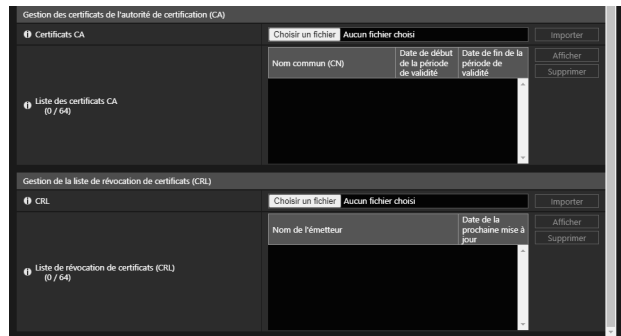 Gestion des certificats de l'autorité de certification (CA)
Certificats CA
Choisir un fichier Aucun fichier choisi
Importer
Liste des certificats CA
(0 / 64)
Nom commun (CN)
Date de début
de la période
de validité
Date de fin de la
période de
validité
Afficher
Supprimer
Gestion de la liste de révocation de certificats (CRL)
CRL
Choisir un fichier Aucun fichier choisi
Importer
Liste de révocation de certificats (CRL)
(0 / 64)
Nom de l'émetteur
Date de la
prochaine mise à
jour
Afficher
Supprimer